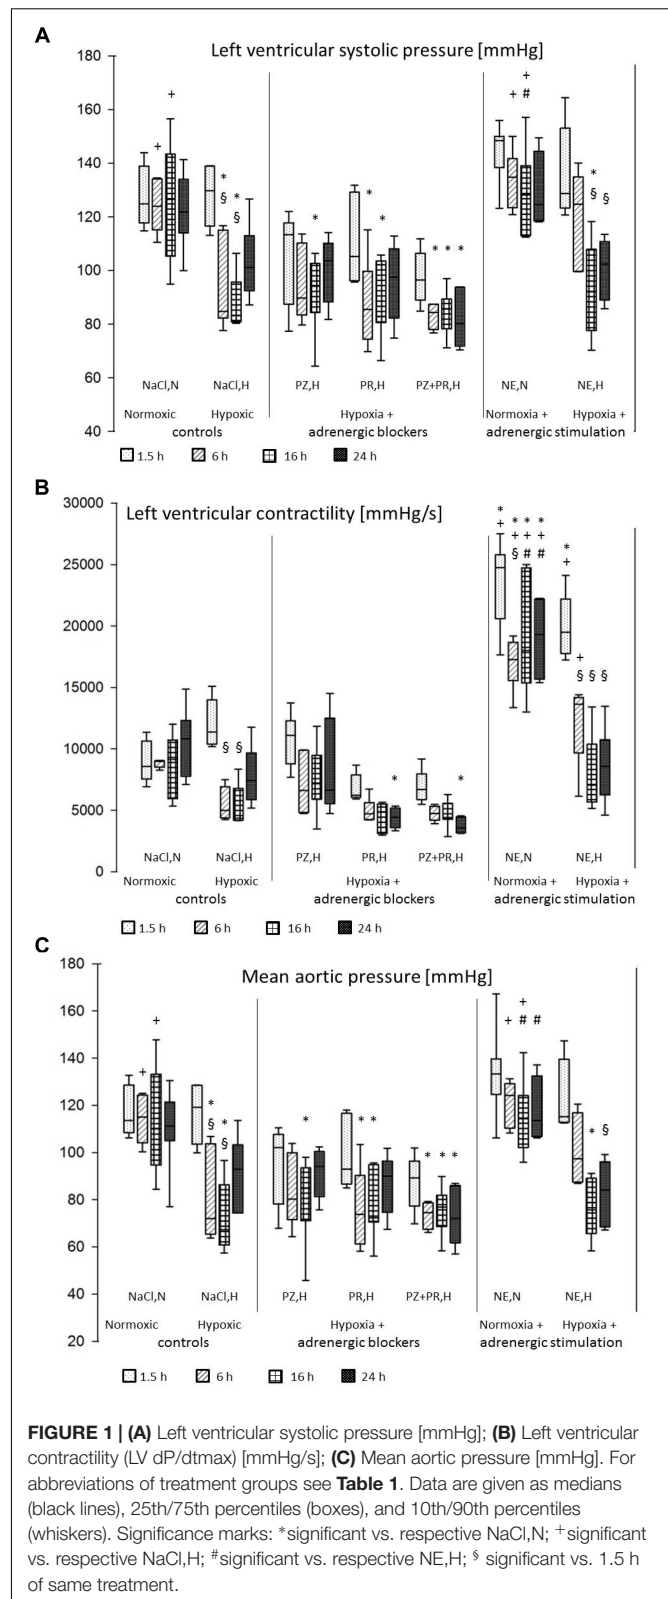 A
Left ventricular systolic pressure [mmHg]
180
160
140
120
100
80
60
40
+ + * § * §
* * * * * *
+ + # * § §
NaCl,N NaCl,H PZ,H PR,H PZ+PR,H NE,N NE,H
Normoxic Hypoxic Hypoxia + Normoxia + Hypoxia +
controls adrenergic blockers adrenergic stimulation
1.5 h 6 h 16 h 24 h
B
Left ventricular contractility [mmHg/s]
30000
25000
20000
15000
10000
5000
0
§ § * *
* + * + § * + # * + # * + + § § §
NaCl,N NaCl,H PZ,H PR,H PZ+PR,H NE,N NE,H
Normoxic Hypoxic Hypoxia + Normoxia + Hypoxia +
controls adrenergic blockers adrenergic stimulation
1.5 h 6 h 16 h 24 h
C
Mean aortic pressure [mmHg]
180
160
140
120
100
80
60
40
20
+ + * § * §
* * * * * *
+ + # # * §
NaCl,N NaCl,H PZ,H PR,H PZ+PR,H NE,N NE,H
Normoxic Hypoxic Hypoxia + Normoxia + Hypoxia +
controls adrenergic blockers adrenergic stimulation
1.5 h 6 h 16 h 24 h
FIGURE 1 | (A) Left ventricular systolic pressure [mmHg]; (B) Left ventricular
contractility (LV dP/dtmax) [mmHg/s]; (C) Mean aortic pressure [mmHg]. For
abbreviations of treatment groups see Table 1. Data are given as medians
(black lines), 25th/75th percentiles (boxes), and 10th/90th percentiles
(whiskers). Significance marks: *significant vs. respective NaCl,N; +significant
vs. respective NaCl,H; #significant vs. respective NE,H; § significant vs. 1.5 h
of same treatment.